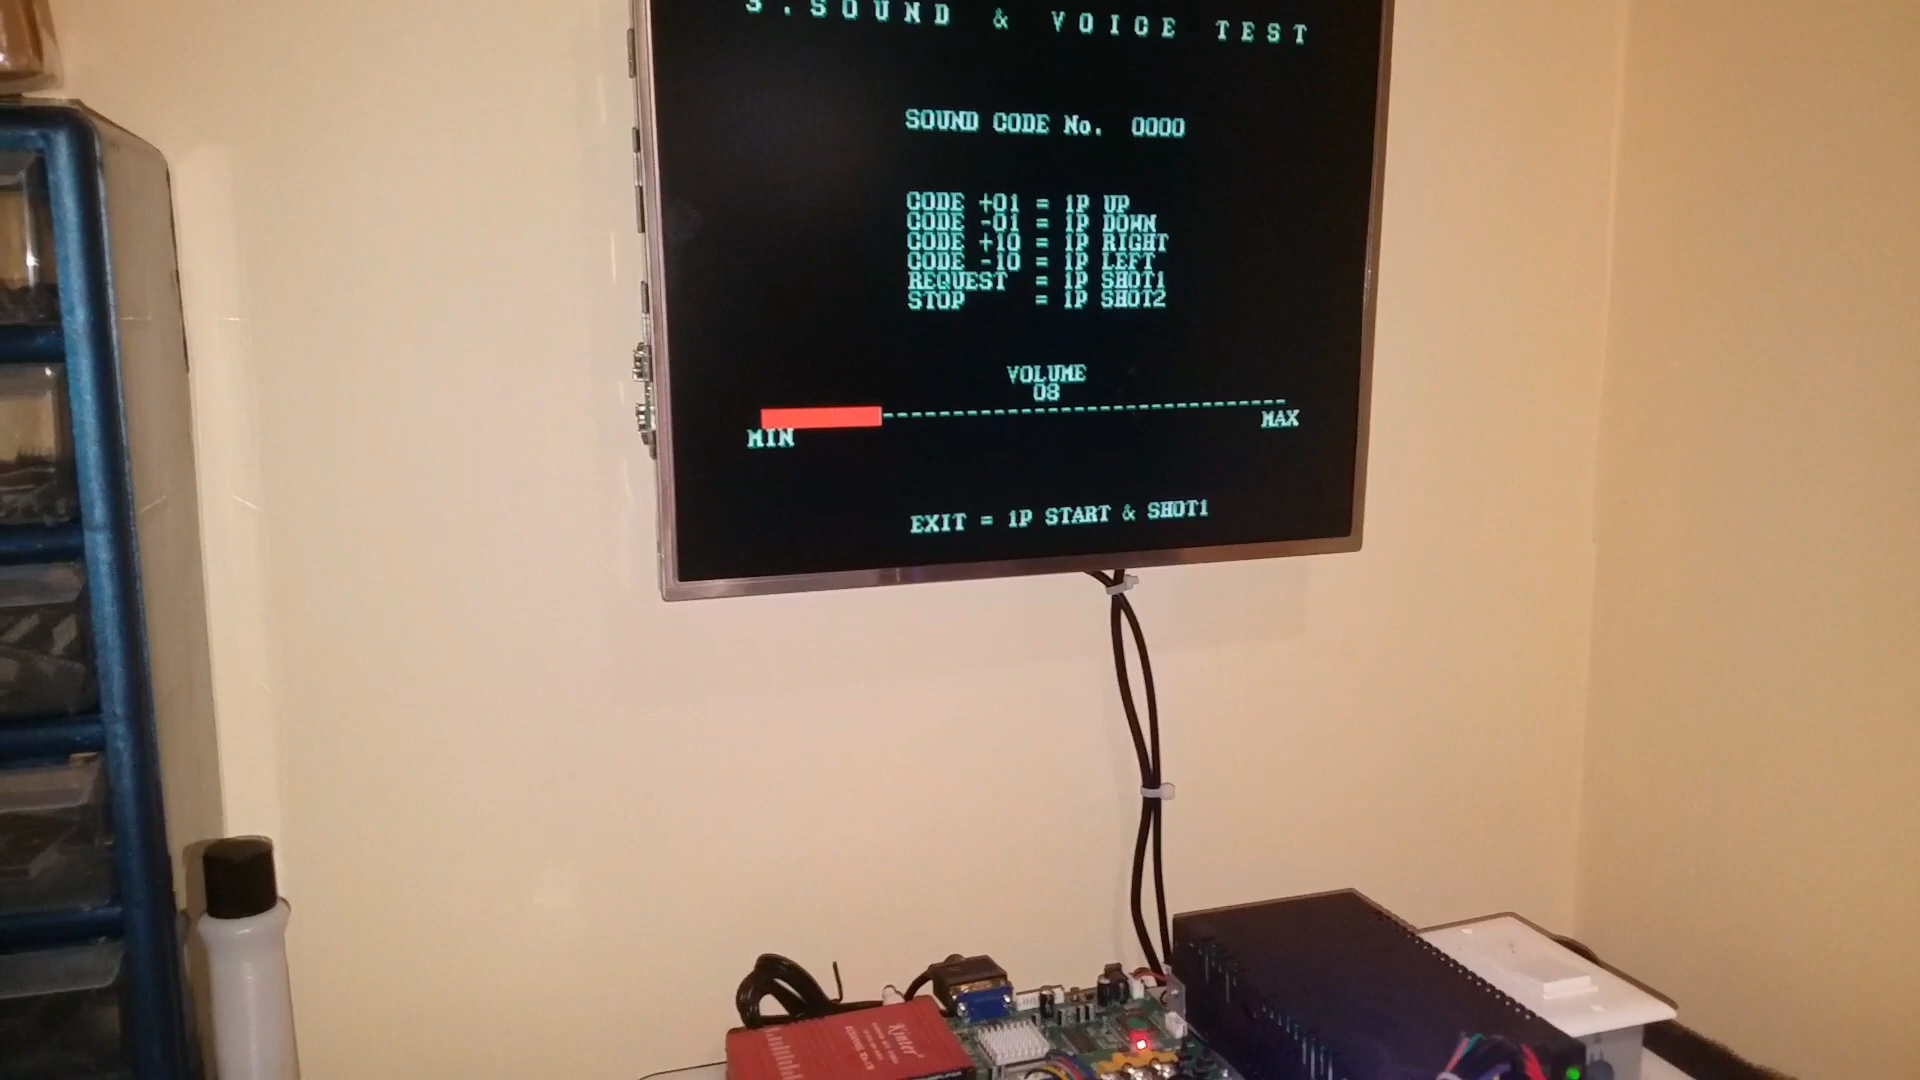 3.SOUND & VOICE TEST
SOUND CODE No. 0000
CODE +01 = 1P UP
CODE -01 = 1P DOWN
CODE +10 = 1P RIGHT
CODE -10 = 1P LEFT
REQUEST = 1P SHOT1
STOP = 1P SHOT2
VOLUME
08
MIN
MAX
EXIT = 1P START & SHOT1
Kinter